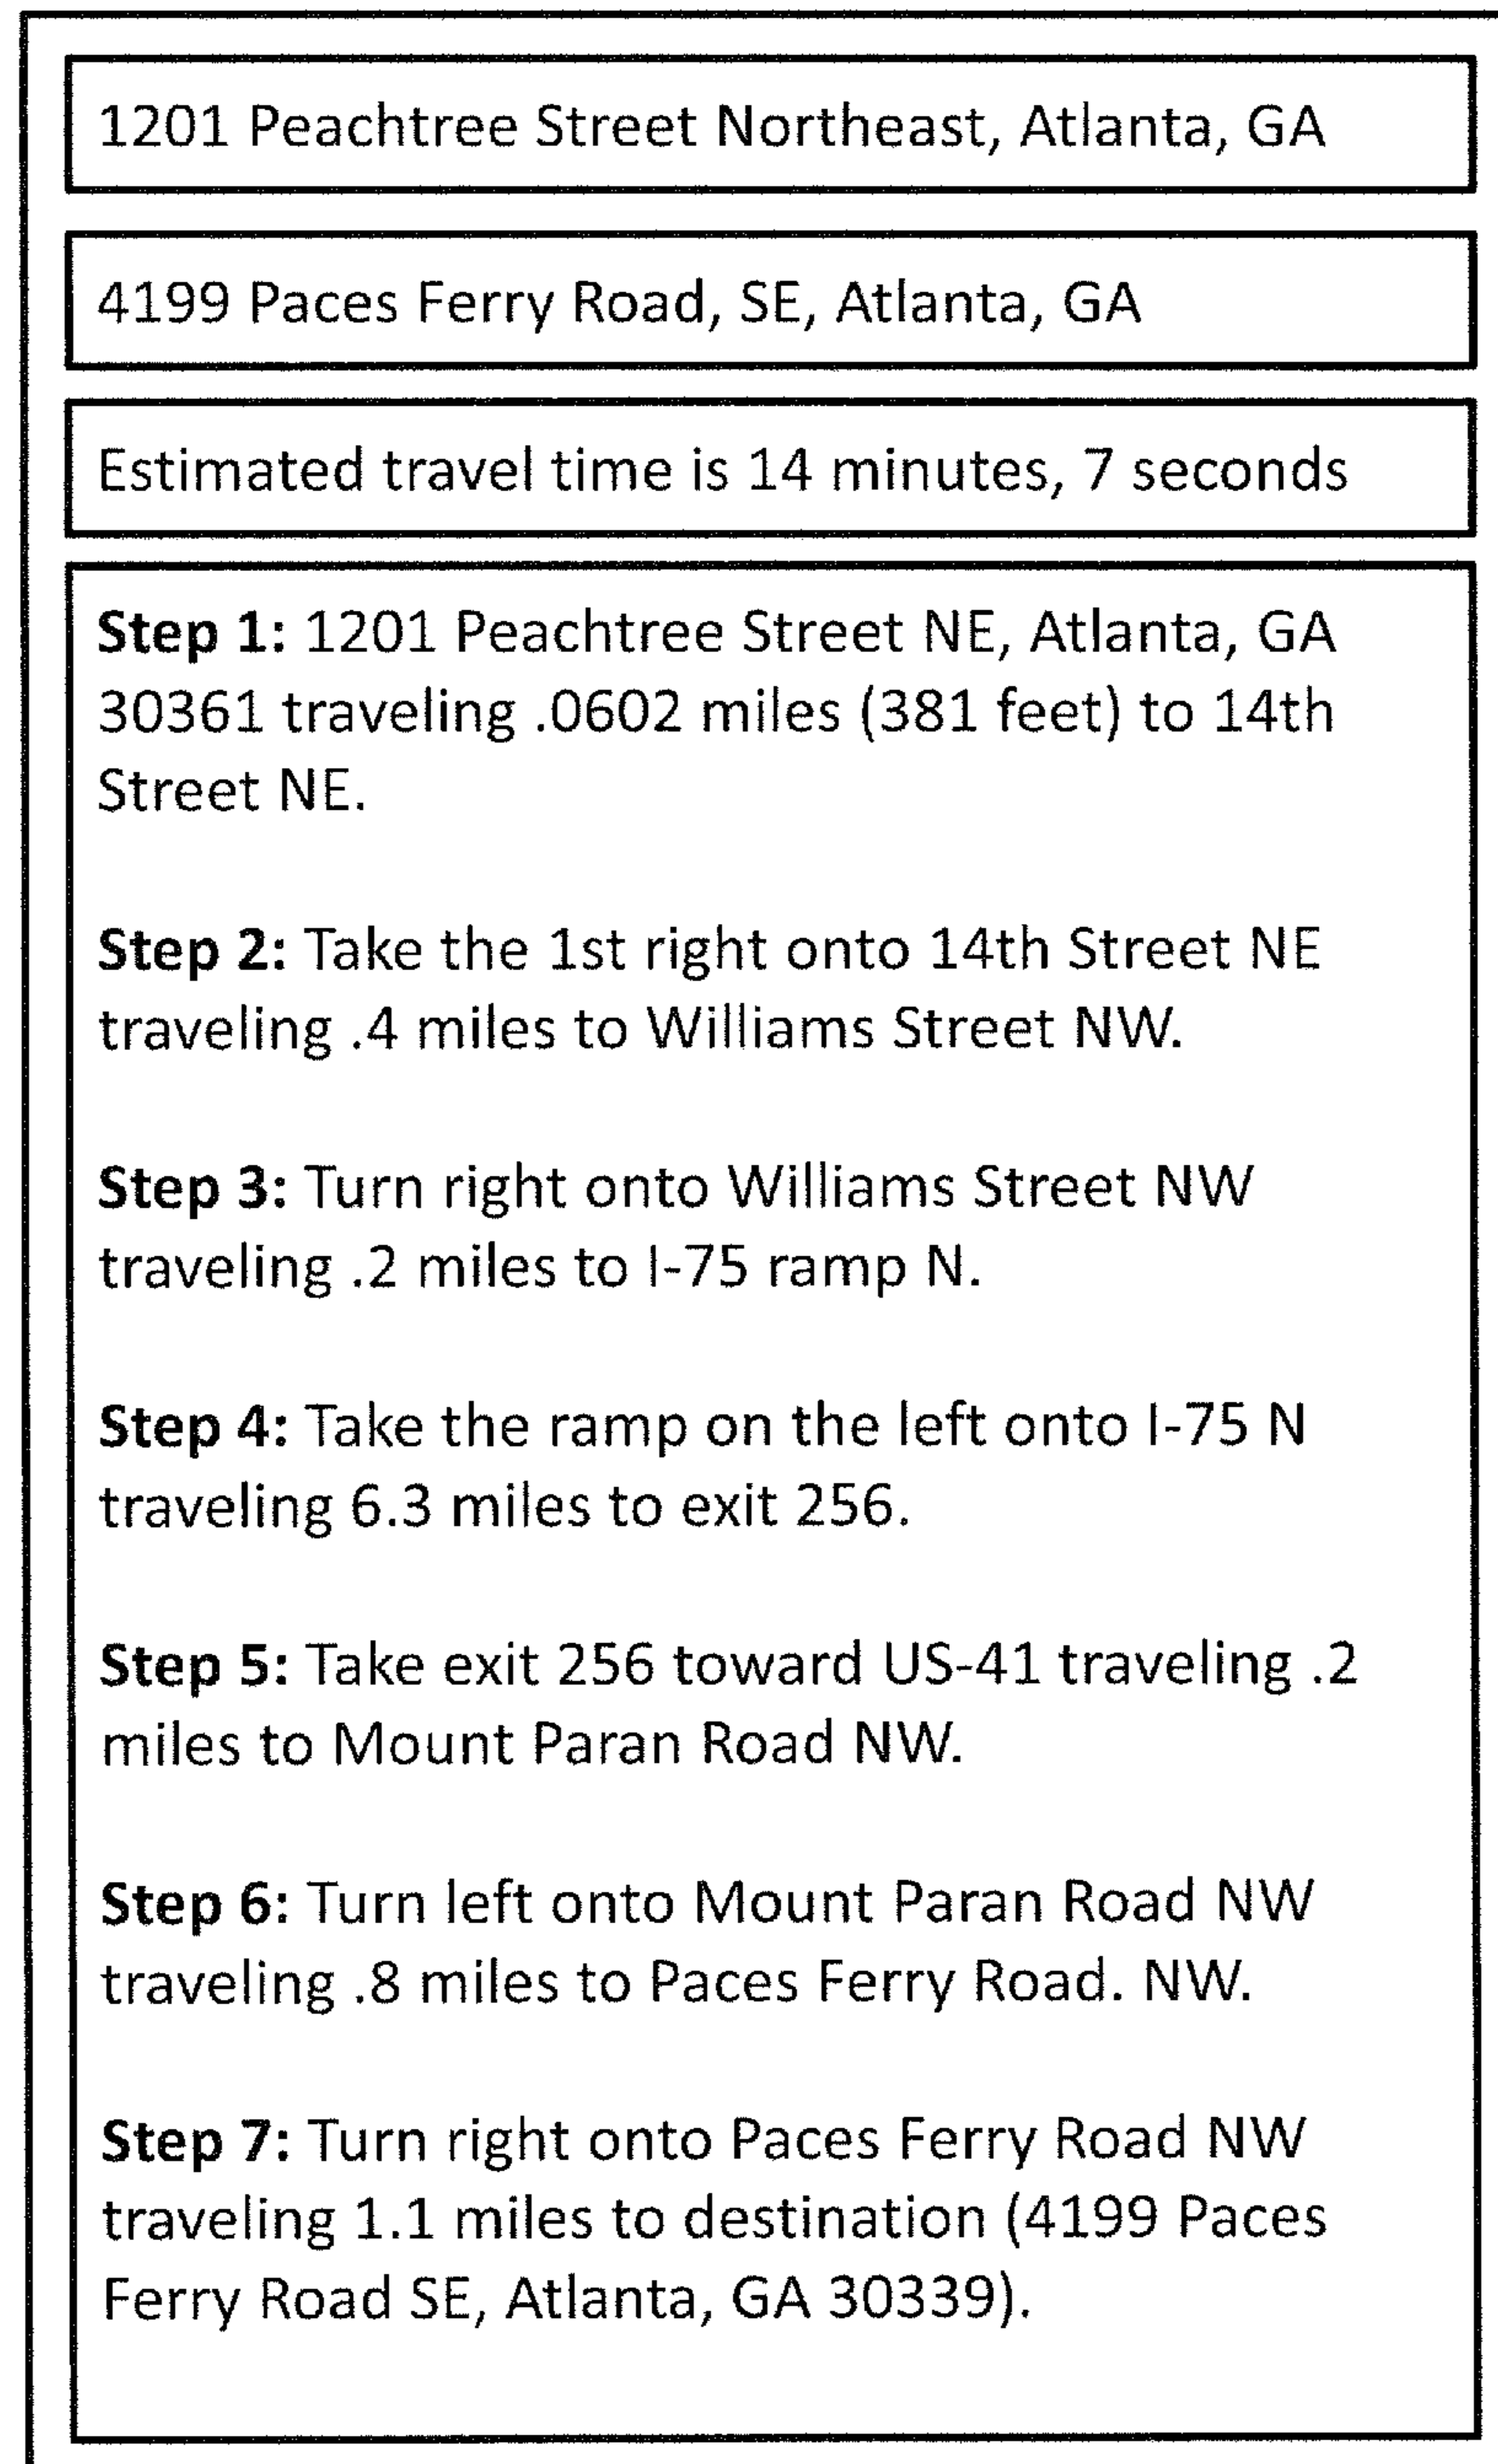 1201 Peachtree Street Northeast, Atlanta, GA
4199 Paces Ferry Road, SE, Atlanta, GA
Estimated travel time is 14 minutes, 7 seconds
Step 1: 1201 Peachtree Street NE, Atlanta, GA
30361 traveling .0602 miles (381 feet) to 14th
Street NE.
Step 2: Take the 1st right onto 14th Street NE
traveling .4 miles to Williams Street NW.
Step 3: Turn right onto Williams Street NW
traveling .2 miles to I-75 ramp N.
Step 4: Take the ramp on the left onto I-75 N
traveling 6.3 miles to exit 256.
Step 5: Take exit 256 toward US-41 traveling .2
miles to Mount Paran Road NW.
Step 6: Turn left onto Mount Paran Road NW
traveling .8 miles to Paces Ferry Road. NW.
Step 7: Turn right onto Paces Ferry Road NW
traveling 1.1 miles to destination (4199 Paces
Ferry Road SE, Atlanta, GA 30339).